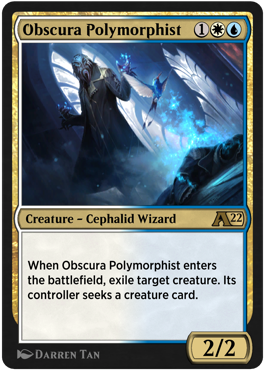 Obscura Polymorphist 1
Creature – Cephalid Wizard A22
When Obscura Polymorphist enters
the battlefield, exile target creature. Its
controller seeks a creature card.
2/2
DARREN TAN